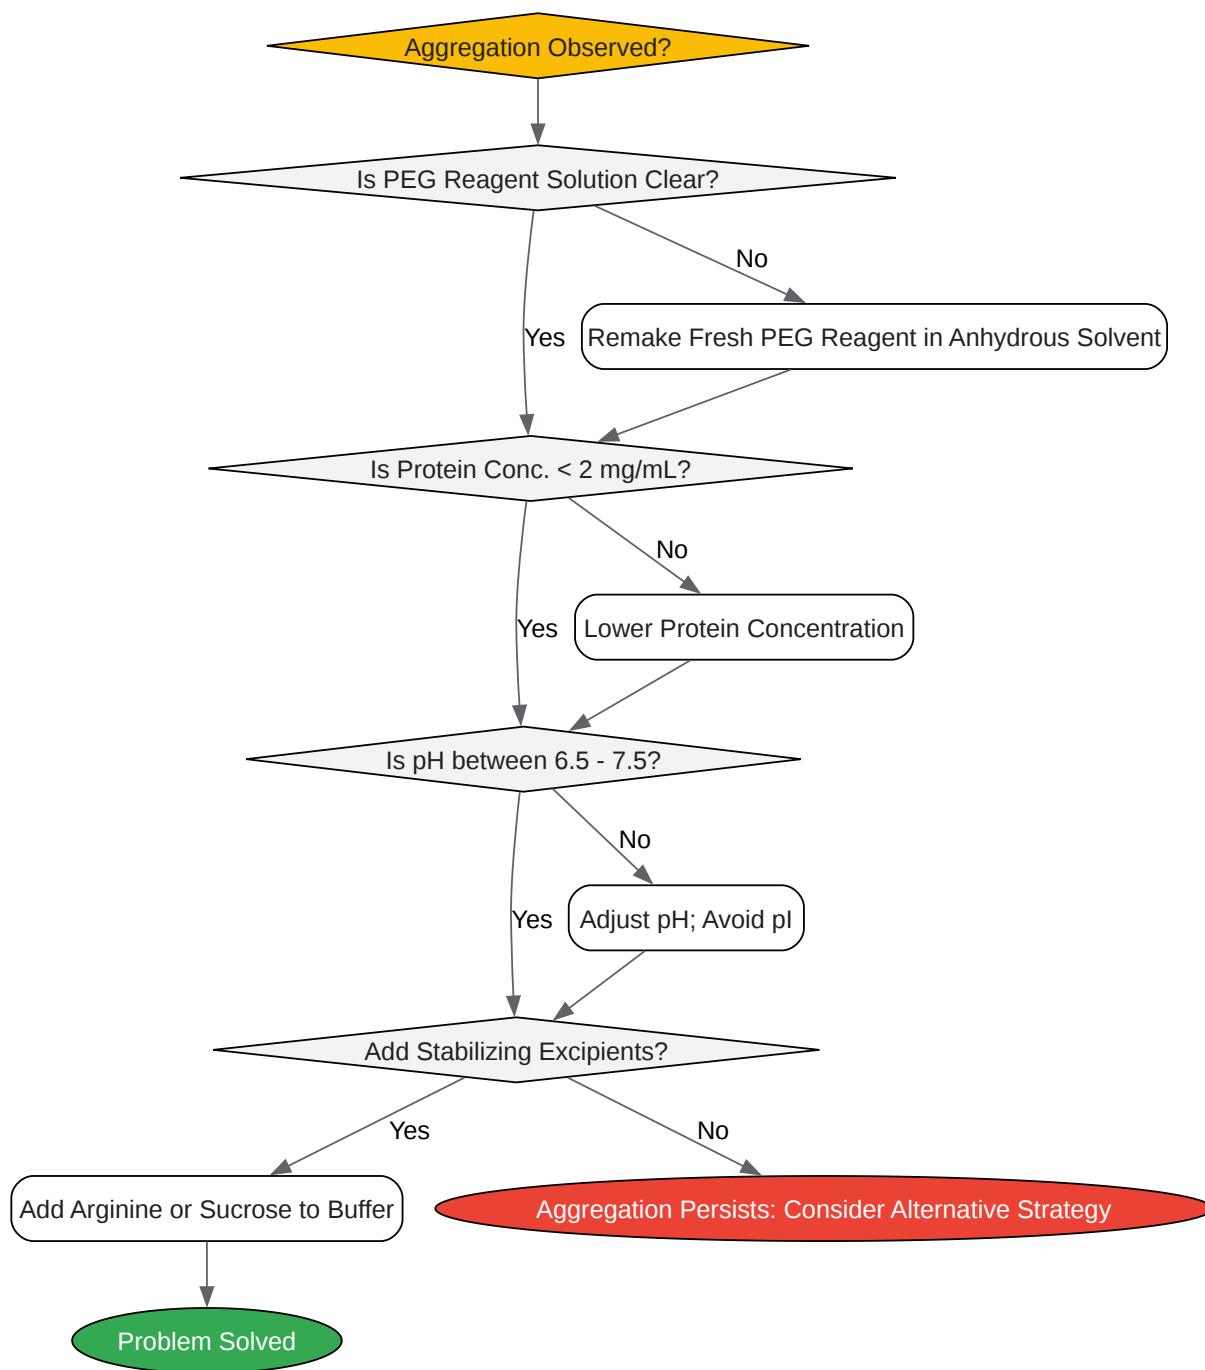 Aggregation Observed?
Is PEG Reagent Solution Clear?
No
Yes
Remake Fresh PEG Reagent in Anhydrous Solvent
Is Protein Conc. < 2 mg/mL?
No
Yes
Lower Protein Concentration
Is pH between 6.5 - 7.5?
No
Yes
Adjust pH; Avoid pI
Add Stabilizing Excipients?
Yes
No
Add Arginine or Sucrose to Buffer
Aggregation Persists: Consider Alternative Strategy
Problem Solved